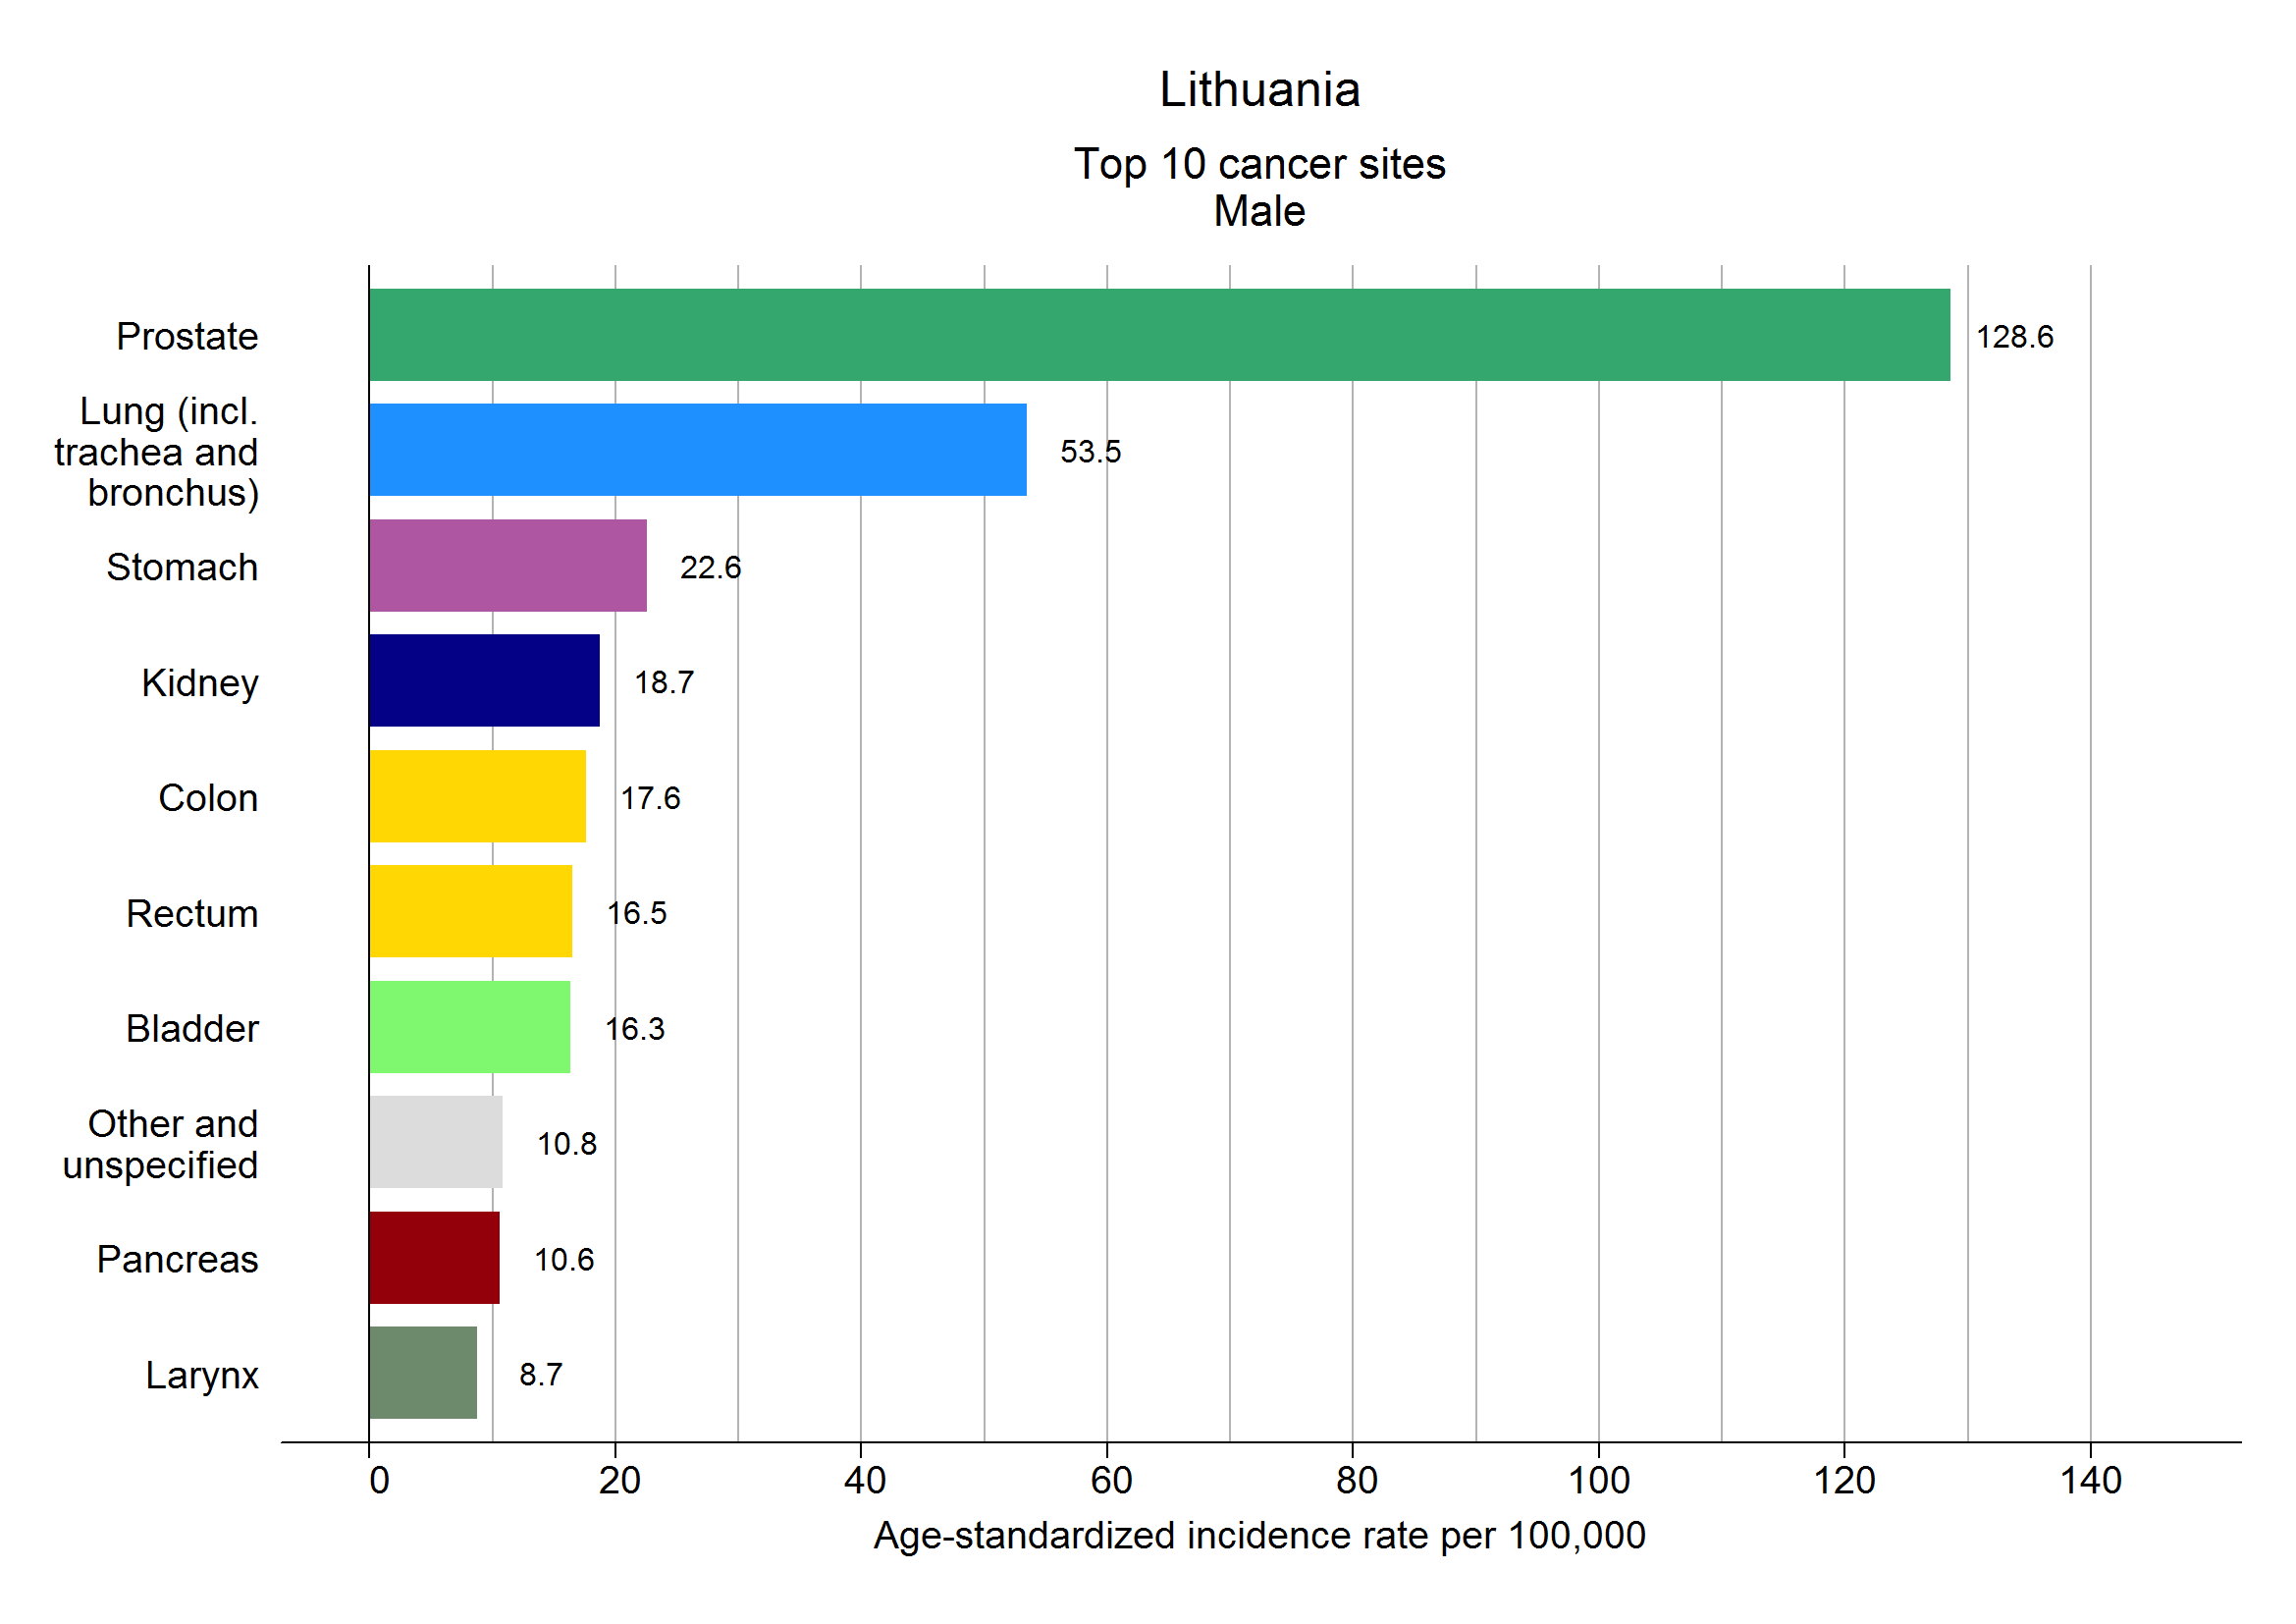 Lithuania
Top 10 cancer sites
Male
Prostate
128.6
Lung (incl.
trachea and
bronchus)
53.5
Stomach
22.6
Kidney
18.7
Colon
17.6
Rectum
16.5
Bladder
16.3
Other and
unspecified
10.8
Pancreas
10.6
Larynx
8.7
0 20 40 60 80 100 120 140
Age-standardized incidence rate per 100,000